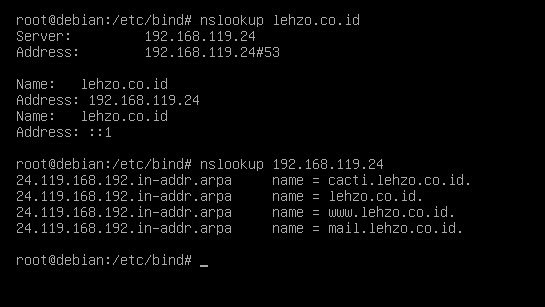 root@debian:/etc/bind# nslookup lehzo.co.id
Server:         192.168.119.24
Address:        192.168.119.24#53
Name:   lehzo.co.id
Address: 192.168.119.24
Name:   lehzo.co.id
Address: ::1
root@debian:/etc/bind# nslookup 192.168.119.24
24.119.168.192.in-addr.arpa     name = cacti.lehzo.co.id.
24.119.168.192.in-addr.arpa     name = lehzo.co.id.
24.119.168.192.in-addr.arpa     name = www.lehzo.co.id.
24.119.168.192.in-addr.arpa     name = mail.lehzo.co.id.
root@debian:/etc/bind# _